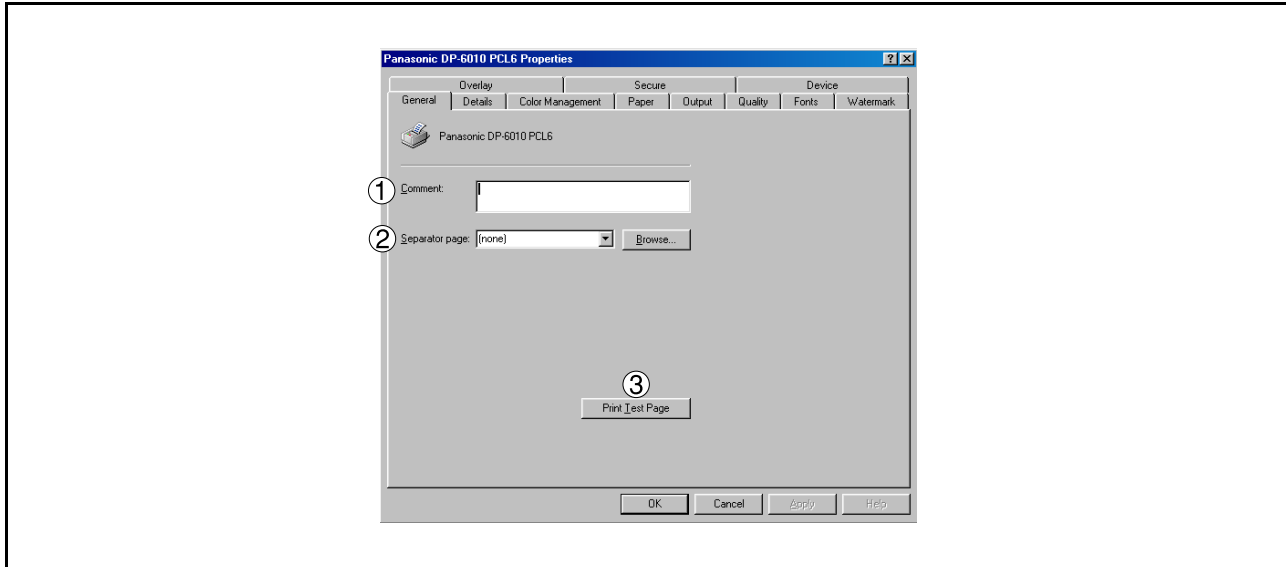 Panasonic DP-6010 PCL6 Properties
Overlay Secure Device
General Details Color Management Paper Output Quality Fonts Watermark
Panasonic DP-6010 PCL6
① Comment:
② Separator page: (none) Browse...
③
Print Test Page
OK Cancel Apply Help